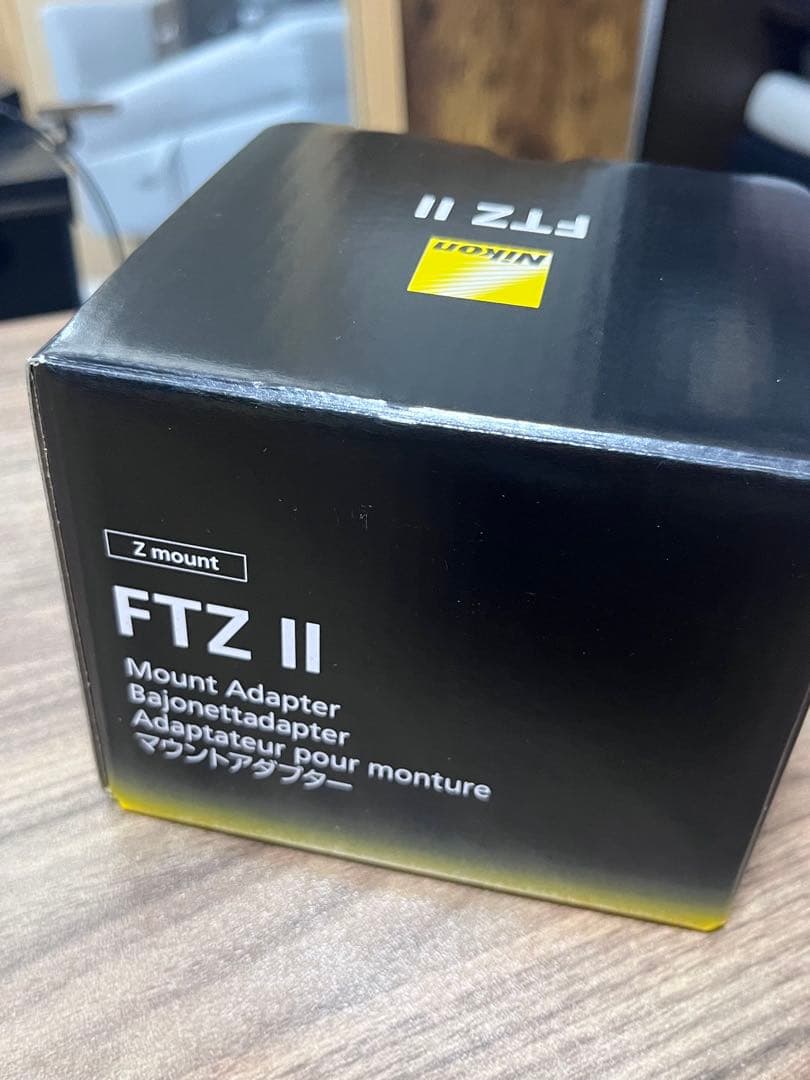 FTZ II
Nikon
Z mount
FTZ II
Mount Adapter
Bajonettadapter
Adaptateur pour monture
マウントアダプター